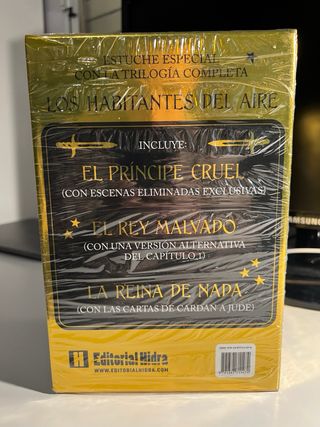 ESTUCHE ESPECIAL
CON LA TRILOGÍA COMPLETA
LOS HABITANTES DEL AIRE
INCLUYE:
EL PRÍNCIPE CRUEL
(CON ESCENAS ELIMINADAS EXCLUSIVAS)
EL REY MALVADO
(CON UNA VERSIÓN ALTERNATIVA
DEL CAPÍTULO 1)
LA REINA DE NADA
(CON LAS CARTAS DE CARDAN A JUDE)
SAMSUNG
H Editorial Hidra
WWW.EDITORIALHIDRA.COM